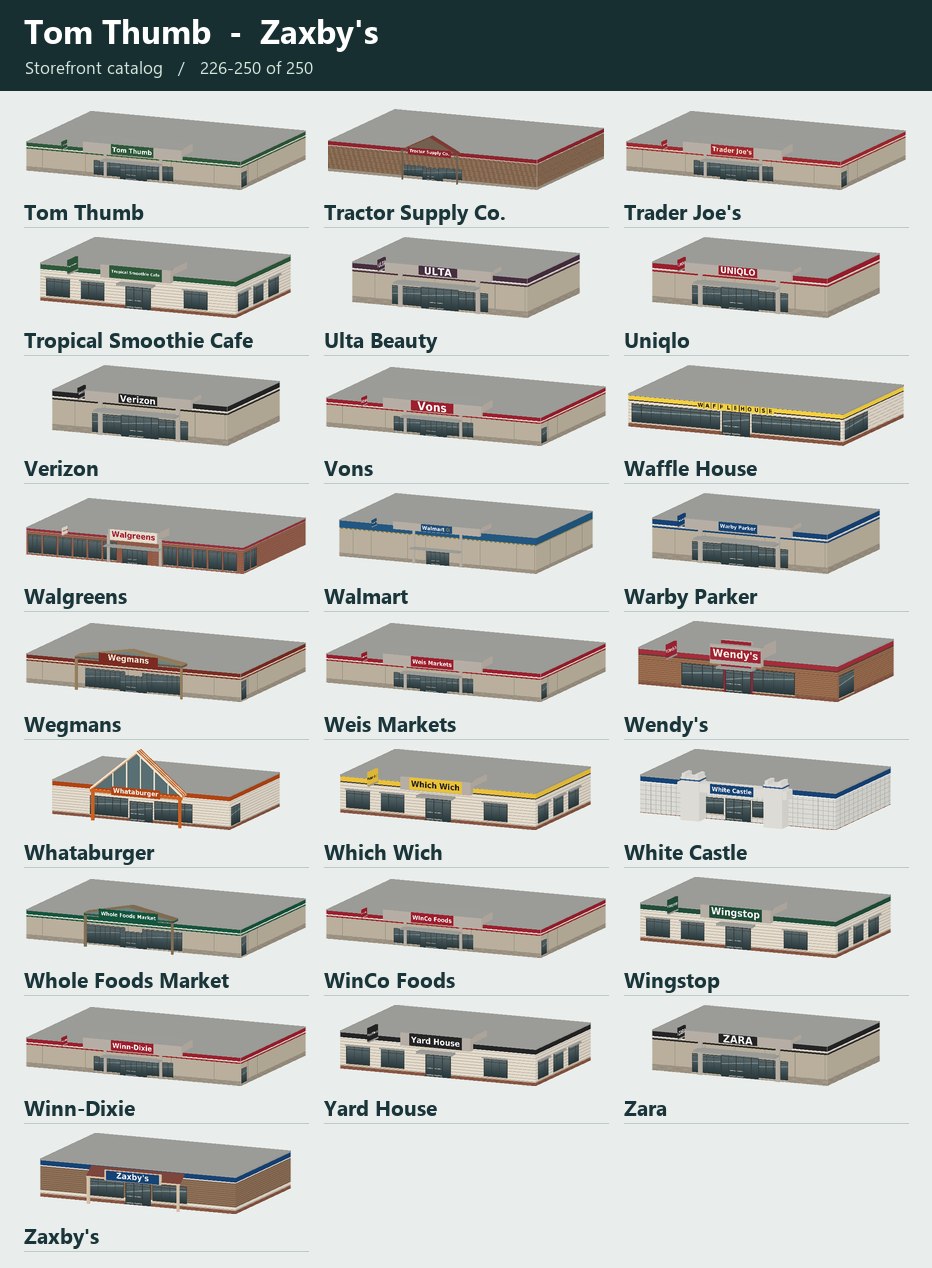 Tom Thumb - Zaxby's
Storefront catalog / 226-250 of 250
Tom Thumb
Tractor Supply Co.
Trader Joe's
Tom Thumb
Tractor Supply Co.
Trader Joe's
Tropical Smoothie Cafe
ULTA
UNIQLO
Tropical Smoothie Cafe
Ulta Beauty
Uniqlo
Verizon
Vons
WAFFLE HOUSE
Verizon
Vons
Waffle House
Walgreens
Walmart
Warby Parker
Walgreens
Walmart
Warby Parker
Wegmans
Weis Markets
Wendy's
Wegmans
Weis Markets
Wendy's
Whataburger
Which Wich
White Castle
Whataburger
Which Wich
White Castle
Whole Foods Market
WinCo Foods
Wingstop
Whole Foods Market
WinCo Foods
Wingstop
Winn-Dixie
Yard House
ZARA
Winn-Dixie
Yard House
Zara
Zaxby's
Zaxby's